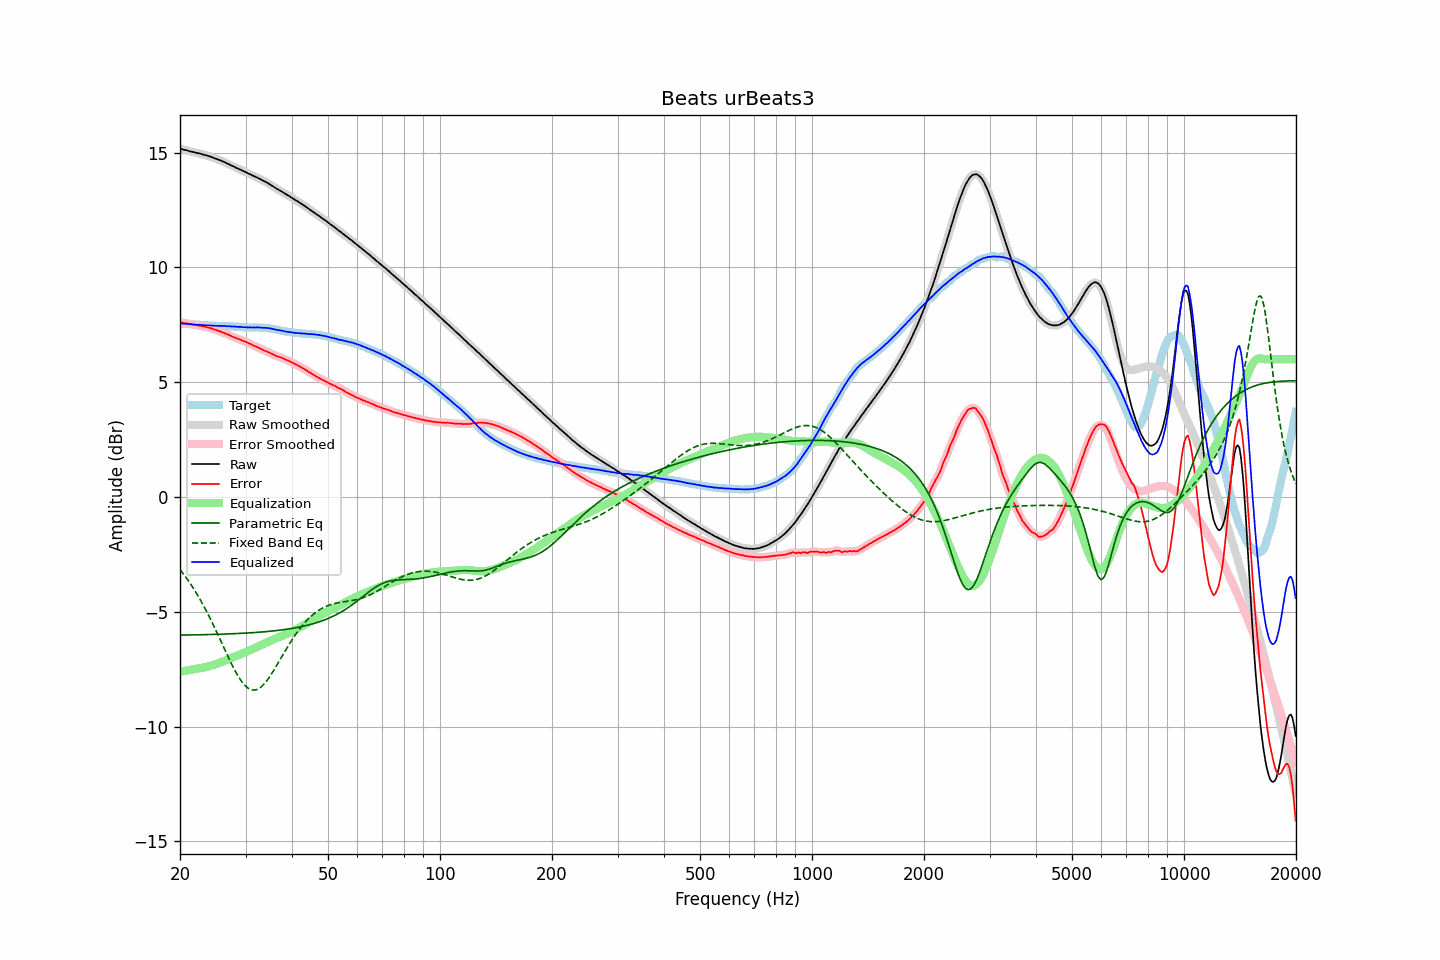 Beats urBeats3
Amplitude (dBr)
15
10
5
0
−5
−10
−15
Target
Raw Smoothed
Error Smoothed
Raw
Error
Equalization
Parametric Eq
Fixed Band Eq
Equalized
20 50 100 200 500 1000 2000 5000 10000 20000
Frequency (Hz)